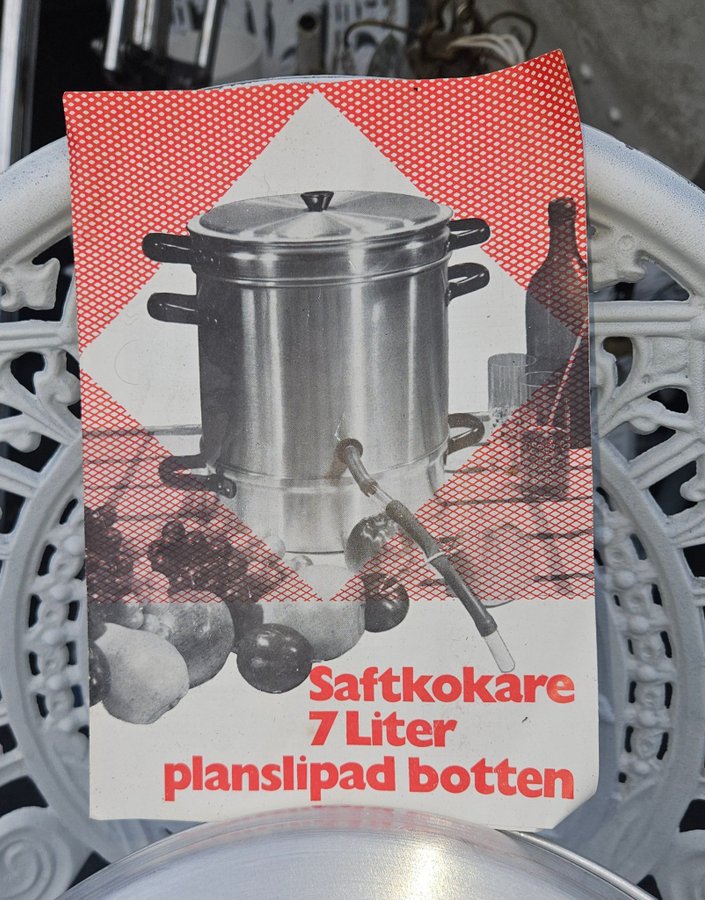 Saftkokare
7 Liter
planslipad botten